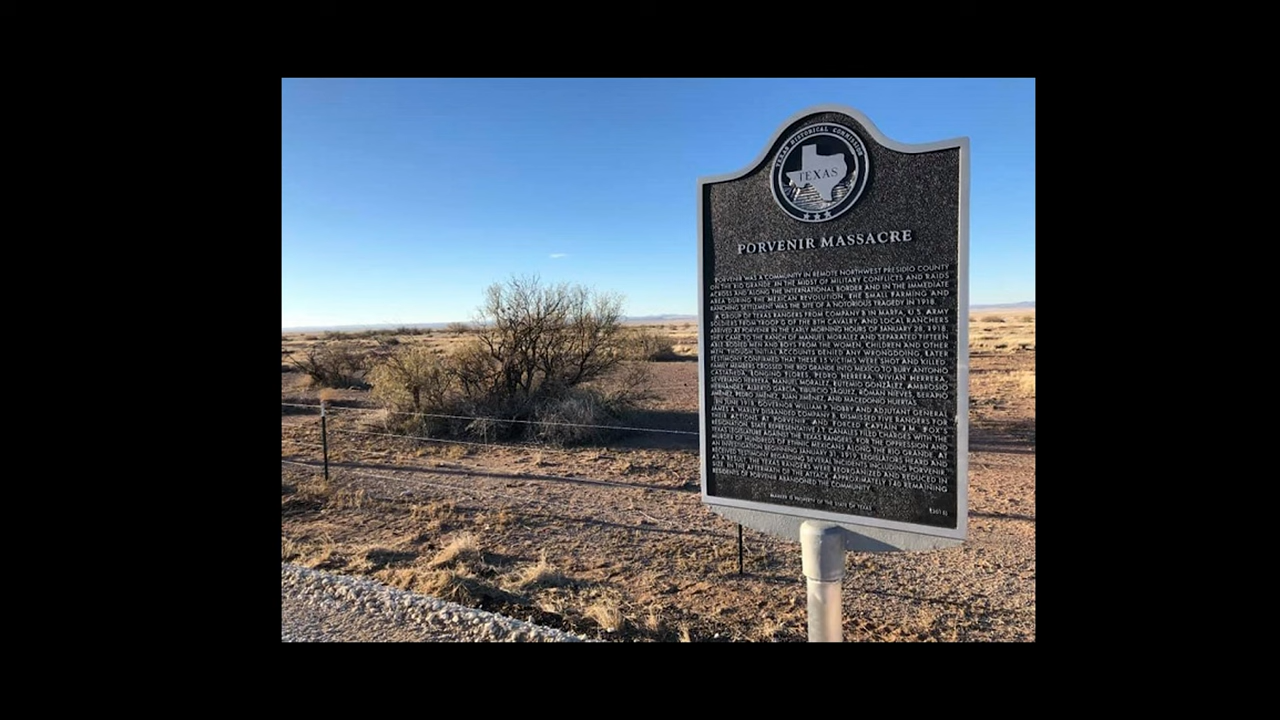 TEXAS HISTORICAL COMMISSION
TEXAS
PORVENIR MASSACRE
PORVENIR WAS A COMMUNITY IN REMOTE NORTHWEST PRESIDIO COUNTY
ON THE RIO GRANDE. IN THE MIDST OF MILITARY CONFLICTS AND RAIDS
ACROSS AND ALONG THE INTERNATIONAL BORDER AND IN THE IMMEDIATE
AREA DURING THE MEXICAN REVOLUTION, THE SMALL FARMING AND
RANCHING SETTLEMENT WAS THE SITE OF A NOTORIOUS TRAGEDY IN 1918.
A GROUP OF TEXAS RANGERS FROM COMPANY B IN MARFA, U.S. ARMY
SOLDIERS FROM TROOP G OF THE 8TH CAVALRY, AND LOCAL RANCHERS
ARRIVED AT PORVENIR IN THE EARLY MORNING HOURS OF JANUARY 28, 1918.
THEY CAME TO THE RANCH OF MANUEL MORALEZ AND SEPARATED FIFTEEN
ABLE-BODIED MEN AND BOYS FROM THE WOMEN, CHILDREN AND OTHER
MEN. THOUGH INITIAL ACCOUNTS DENIED ANY WRONGDOING, LATER
TESTIMONY CONFIRMED THAT THESE 15 VICTIMS WERE SHOT AND KILLED.
FAMILY MEMBERS CROSSED THE RIO GRANDE INTO MEXICO TO BURY ANTONIO
CASTAÑEDA, LONGINO FLORES, PEDRO HERRERA, VIVIAN HERRERA,
SEVERIANO HERRERA, MANUEL MORALEZ, EUTEMIO GONZÁLEZ, AMBROSIO
HERNÁNDEZ, ALBERTO GARCÍA, TIBURCIO JÁQUEZ, ROMÁN NIEVES, SERAPIO
JIMÉNEZ, PEDRO JIMÉNEZ, JUAN JIMÉNEZ, AND MACEDONIO HUERTAS.
IN JUNE 1918, GOVERNOR WILLIAM P. HOBBY AND ADJUTANT GENERAL
JAMES A. HARLEY DISBANDED COMPANY B, DISMISSED FIVE RANGERS FOR
THEIR ACTIONS AT PORVENIR, AND FORCED CAPTAIN J.M. FOX'S
RESIGNATION. STATE REPRESENTATIVE J.T. CANALES FILED CHARGES WITH THE
TEXAS LEGISLATURE AGAINST THE TEXAS RANGERS, FOR THE OPPRESSION AND
MURDER OF HUNDREDS OF ETHNIC MEXICANS ALONG THE RIO GRANDE. AT
AN INVESTIGATION BEGINNING JANUARY 31, 1919, LEGISLATORS HEARD AND
RECEIVED TESTIMONY REGARDING SEVERAL INCIDENTS INCLUDING PORVENIR.
AS A RESULT, THE TEXAS RANGERS WERE REORGANIZED AND REDUCED IN
SIZE. IN THE AFTERMATH OF THE ATTACK, APPROXIMATELY 140 REMAINING
RESIDENTS OF PORVENIR ABANDONED THE COMMUNITY.
MARKER IS PROPERTY OF THE STATE OF TEXAS